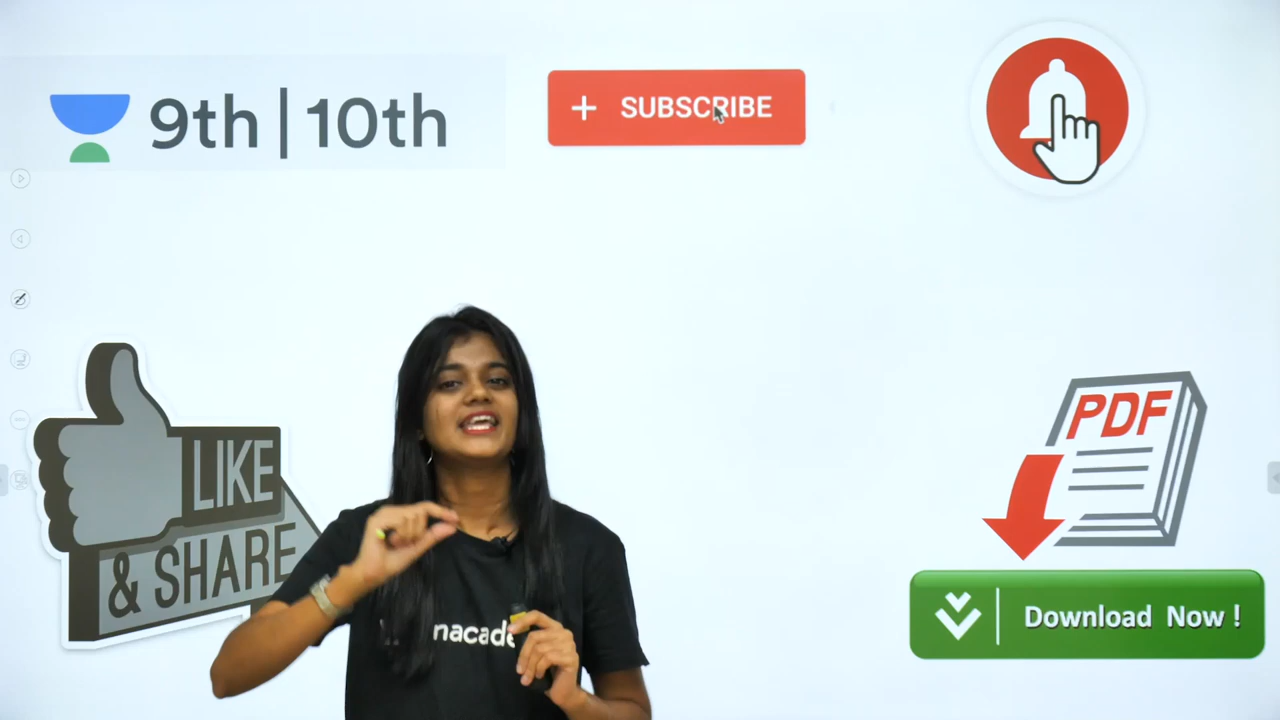 9th | 10th
+ SUBSCRIBE
LIKE
& SHARE
PDF
Download Now !
nacade